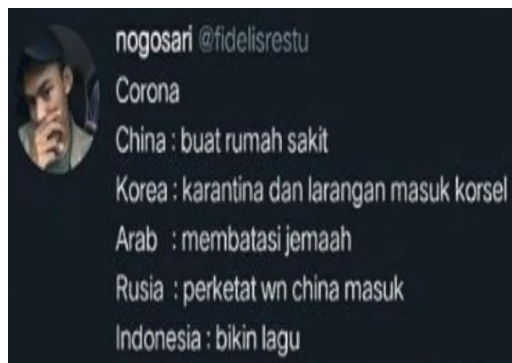 nogosari @fidelisrestu
Corona
China : buat rumah sakit
Korea : karantina dan larangan masuk korsel
Arab : membatasi jemaah
Rusia : perketat wn china masuk
Indonesia : bikin lagu